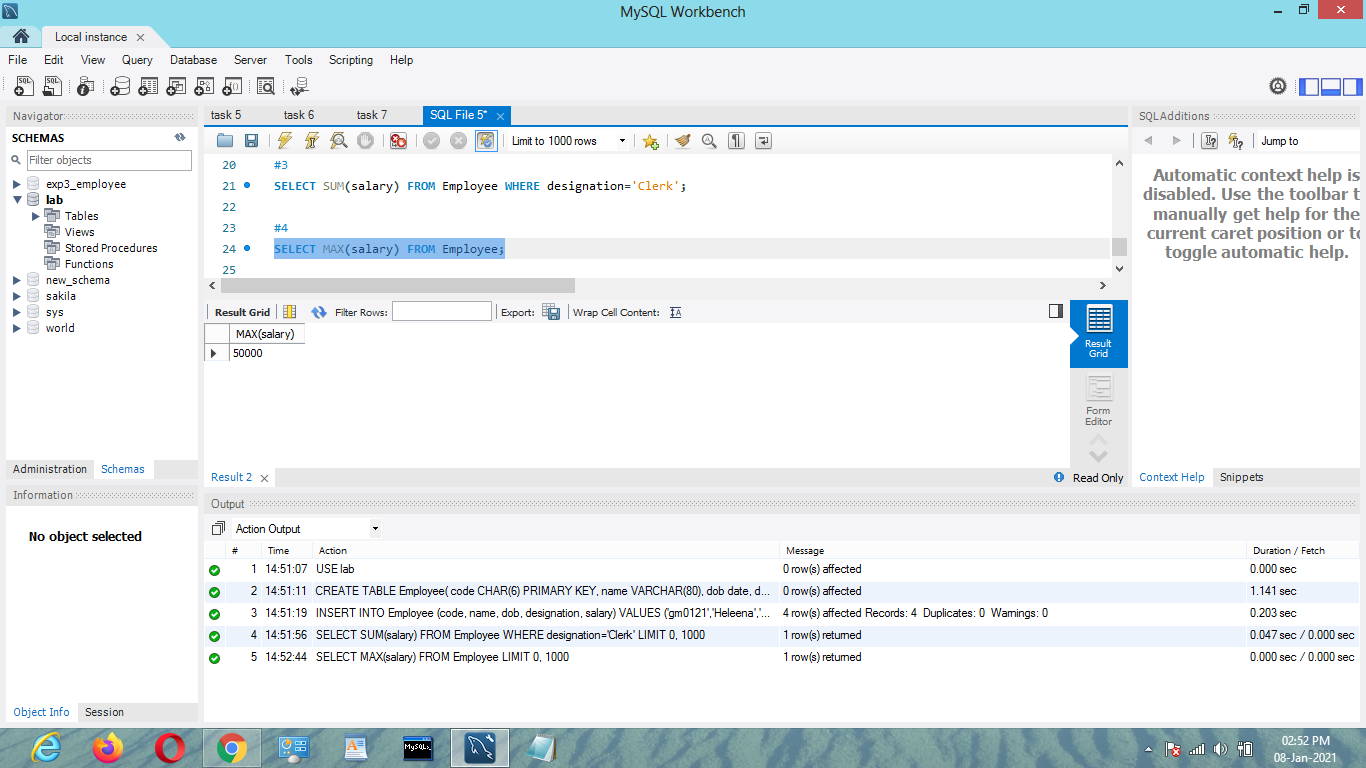 MySQL Workbench
Local instance
File Edit View Query Database Server Tools Scripting Help
Navigator
SCHEMAS
Filter objects
exp3_employee
lab
Tables
Views
Stored Procedures
Functions
new_schema
sakila
sys
world
Administration Schemas
Information
No object selected
Object Info Session
task 5 task 6 task 7 SQL File 5*
Limit to 1000 rows
20 #3
21 SELECT SUM(salary) FROM Employee WHERE designation='Clerk';
22
23 #4
24 SELECT MAX(salary) FROM Employee;
25
Result Grid Filter Rows: Export: Wrap Cell Content:
MAX(salary)
50000
Result Grid
Form Editor
Result 2 Read Only
SQLAdditions
Jump to
Automatic context help is
disabled. Use the toolbar t
manually get help for the
current caret position or to
toggle automatic help.
Context Help Snippets
Output
Action Output
# Time Action Message Duration / Fetch
1 14:51:07 USE lab 0 row(s) affected 0.000 sec
2 14:51:11 CREATE TABLE Employee( code CHAR(6) PRIMARY KEY, name VARCHAR(80), dob date, d... 0 row(s) affected 1.141 sec
3 14:51:19 INSERT INTO Employee (code, name, dob, designation, salary) VALUES ('gm0121','Heleena','... 4 row(s) affected Records: 4 Duplicates: 0 Warnings: 0 0.203 sec
4 14:51:56 SELECT SUM(salary) FROM Employee WHERE designation='Clerk' LIMIT 0, 1000 1 row(s) returned 0.047 sec / 0.000 sec
5 14:52:44 SELECT MAX(salary) FROM Employee LIMIT 0, 1000 1 row(s) returned 0.000 sec / 0.000 sec
02:52 PM
08-Jan-2021